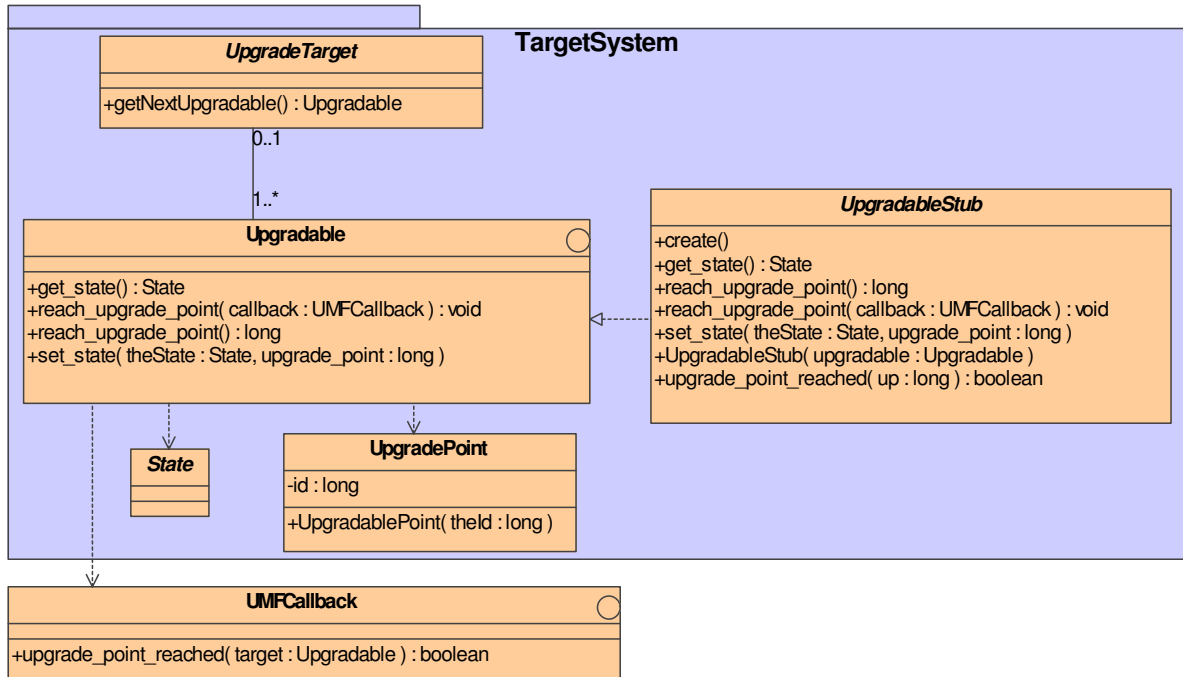 TargetSystem
UpgradeTarget
+getNextUpgradable() : Upgradable
0..1
1..*
Upgradable
+get_state() : State
+reach_upgrade_point( callback : UMFCallback ) : void
+reach_upgrade_point() : long
+set_state( theState : State, upgrade_point : long )
UpgradableStub
+create()
+get_state() : State
+reach_upgrade_point() : long
+reach_upgrade_point( callback : UMFCallback ) : void
+set_state( theState : State, upgrade_point : long )
+UpgradableStub( upgradable : Upgradable )
+upgrade_point_reached( up : long ) : boolean
State
UpgradePoint
-id : long
+UpgradablePoint( theId : long )
UMFCallback
+upgrade_point_reached( target : Upgradable ) : boolean